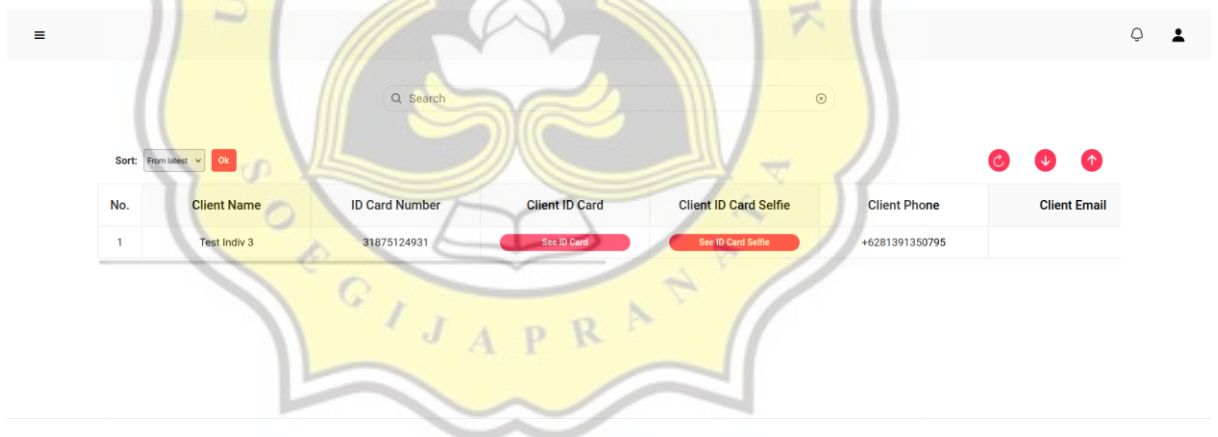 Search
Sort: From latest Ok
No. Client Name ID Card Number Client ID Card Client ID Card Selfie Client Phone Client Email
1 Test Indiv 3 31875124931 See ID Card See ID Card Selfie +6281391350795
SOEGIJAPRANATA